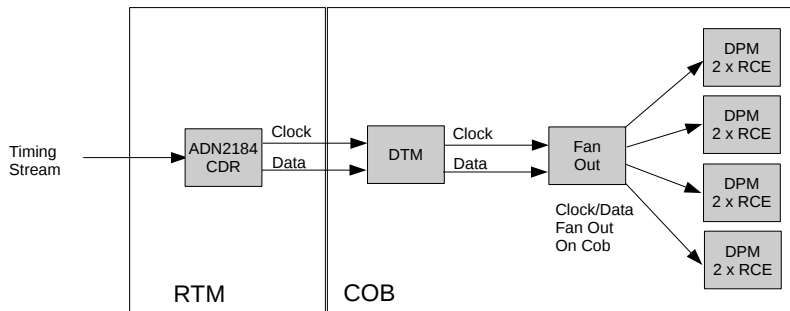 Timing
Stream
ADN2184
CDR
Clock
Data
DTM
Clock
Data
Fan
Out
Clock/Data
Fan Out
On Cob
DPM
2 x RCE
DPM
2 x RCE
DPM
2 x RCE
DPM
2 x RCE
RTM
COB